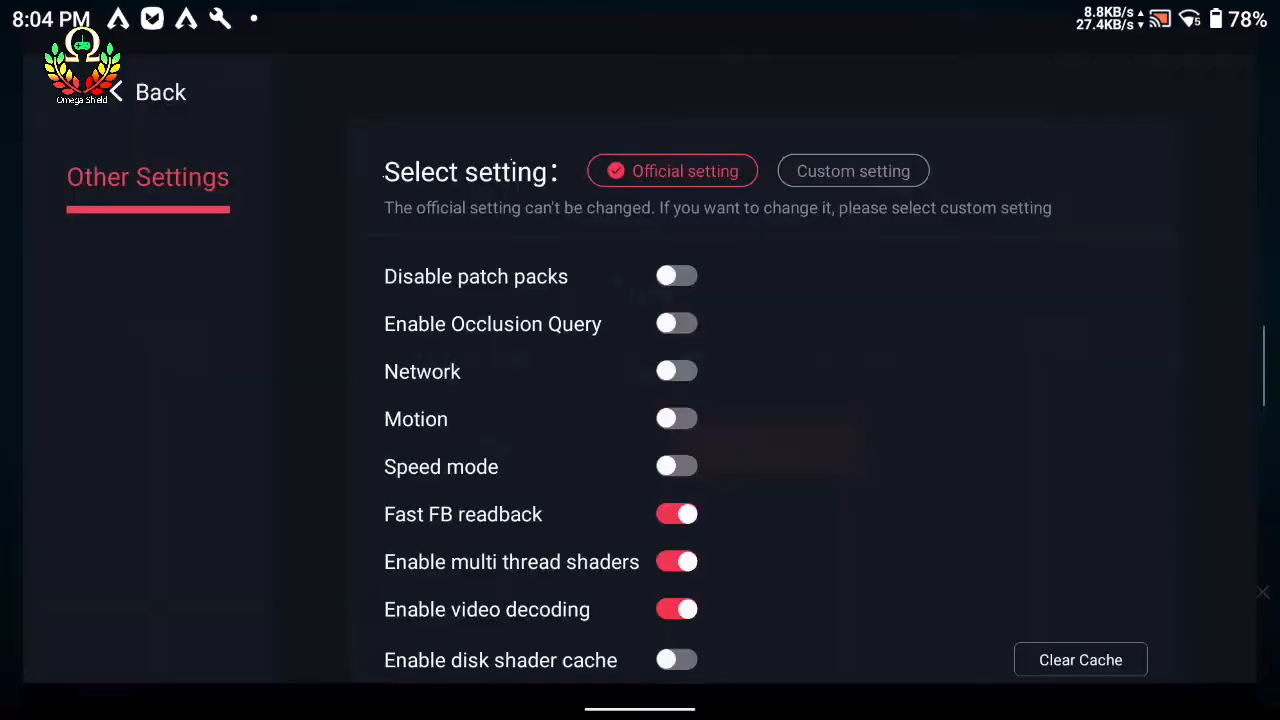 8:04 PM
8.8KB/s
27.4KB/s
5
78%
Ω
Omega Shield
Back
Other Settings
Select setting:
Official setting
Custom setting
The official setting can't be changed. If you want to change it, please select custom setting
Disable patch packs
Enable Occlusion Query
Network
Motion
Speed mode
Fast FB readback
Enable multi thread shaders
Enable video decoding
Enable disk shader cache
Clear Cache